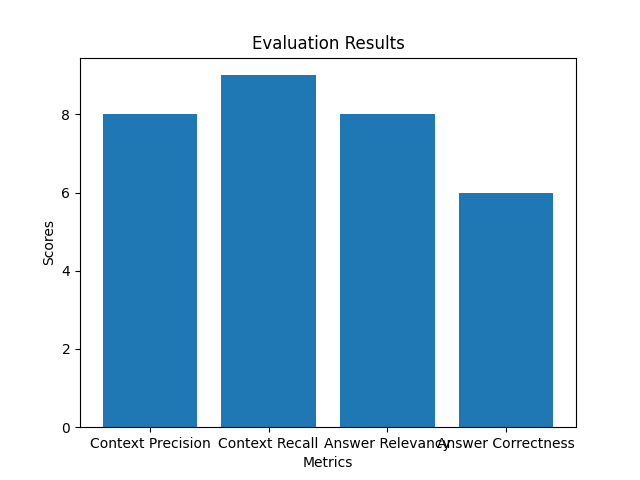 Evaluation Results
Scores
8
6
4
2
0
Context Precision Context Recall Answer Relevancy Answer Correctness
Metrics